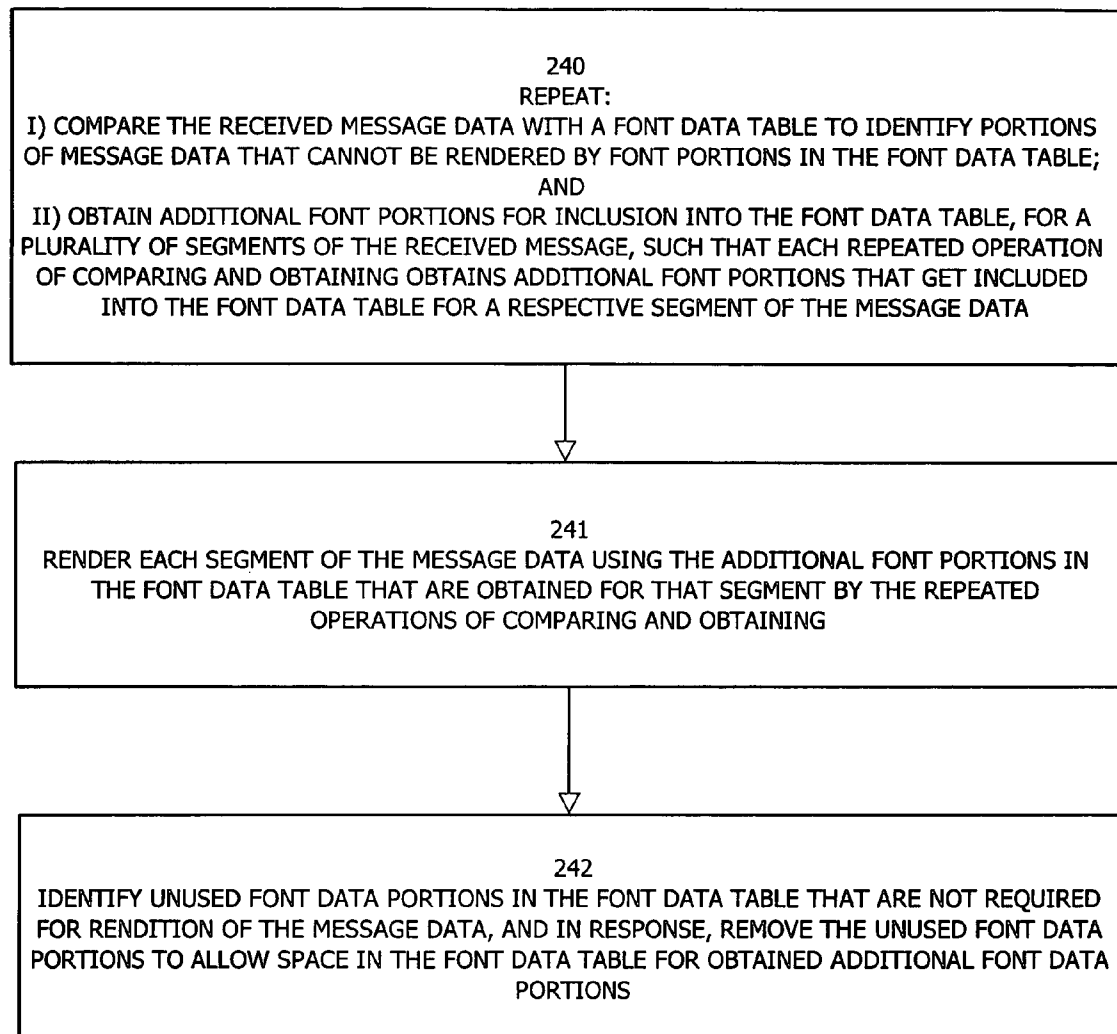 240
REPEAT:
I) COMPARE THE RECEIVED MESSAGE DATA WITH A FONT DATA TABLE TO IDENTIFY PORTIONS
OF MESSAGE DATA THAT CANNOT BE RENDERED BY FONT PORTIONS IN THE FONT DATA TABLE;
AND
II) OBTAIN ADDITIONAL FONT PORTIONS FOR INCLUSION INTO THE FONT DATA TABLE, FOR A
PLURALITY OF SEGMENTS OF THE RECEIVED MESSAGE, SUCH THAT EACH REPEATED OPERATION
OF COMPARING AND OBTAINING OBTAINS ADDITIONAL FONT PORTIONS THAT GET INCLUDED
INTO THE FONT DATA TABLE FOR A RESPECTIVE SEGMENT OF THE MESSAGE DATA
241
RENDER EACH SEGMENT OF THE MESSAGE DATA USING THE ADDITIONAL FONT PORTIONS IN
THE FONT DATA TABLE THAT ARE OBTAINED FOR THAT SEGMENT BY THE REPEATED
OPERATIONS OF COMPARING AND OBTAINING
242
IDENTIFY UNUSED FONT DATA PORTIONS IN THE FONT DATA TABLE THAT ARE NOT REQUIRED
FOR RENDITION OF THE MESSAGE DATA, AND IN RESPONSE, REMOVE THE UNUSED FONT DATA
PORTIONS TO ALLOW SPACE IN THE FONT DATA TABLE FOR OBTAINED ADDITIONAL FONT DATA
PORTIONS